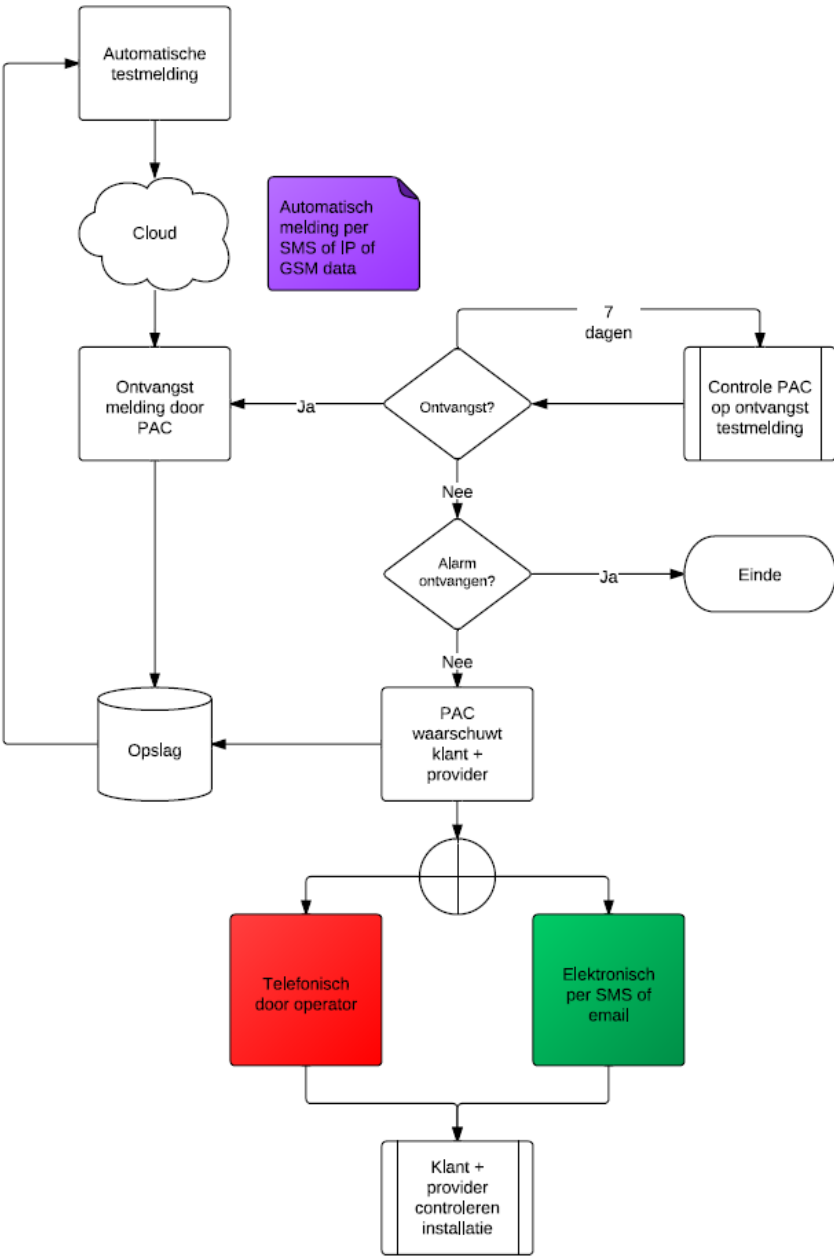 Automatische
testmelding
Cloud
Automatisch
melding per
SMS of IP of
GSM data
7
dagen
Ontvangst
melding door
PAC
Ja
Ontvangst?
Controle PAC
op ontvangst
testmelding
Nee
Alarm
ontvangen?
Ja
Einde
Nee
PAC
waarschuwt
klant +
provider
Opslag
Telefonisch
door operator
Elektronisch
per SMS of
email
Klant +
provider
controleren
installatie